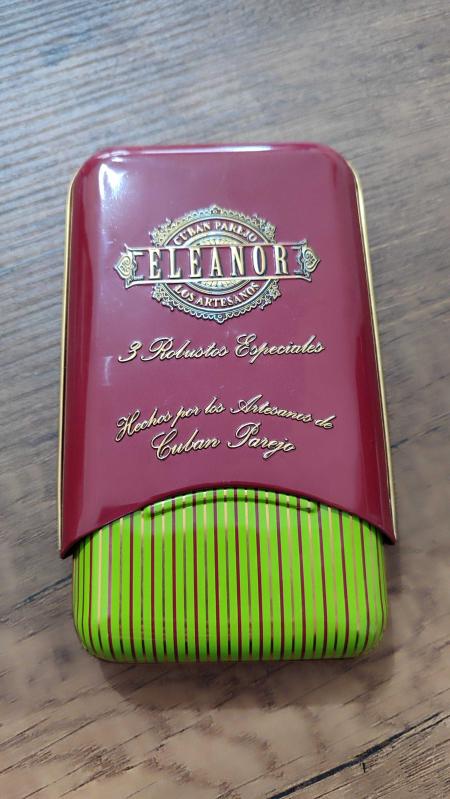 CUBAN PAREJO
ELEANOR
LOS ARTESANOS
3 Robustos Especiales
Hechos por los Artesanos de
Cuban Parejo